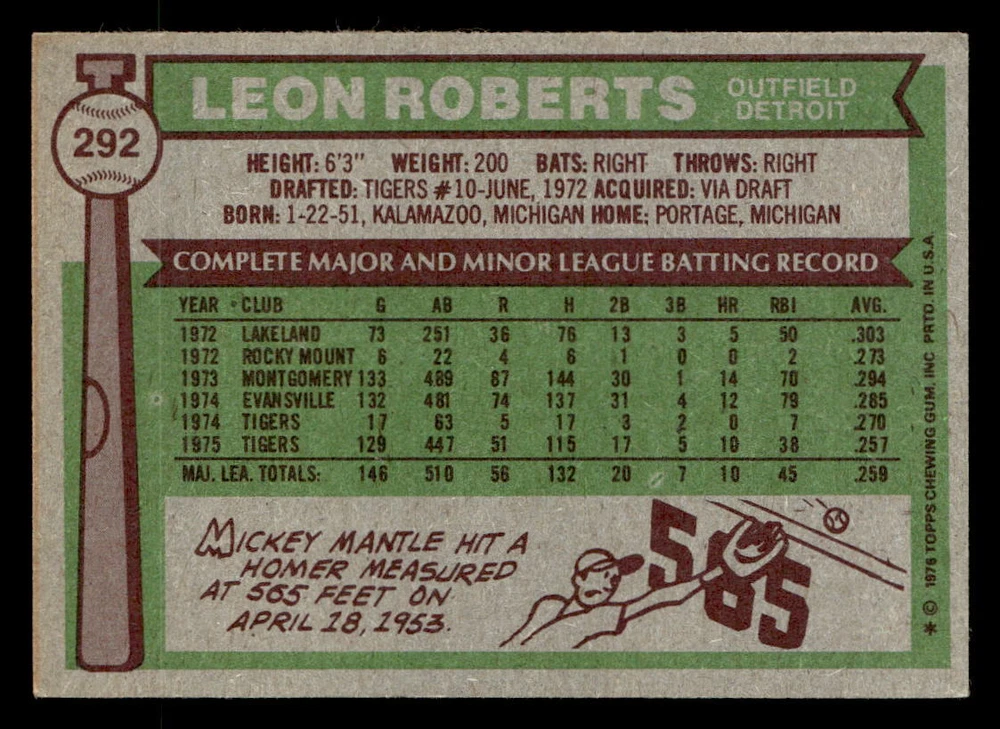 T
292
LEON ROBERTS
OUTFIELD
DETROIT
HEIGHT: 6'3" WEIGHT: 200 BATS: RIGHT THROWS: RIGHT
DRAFTED: TIGERS #10-JUNE, 1972 ACQUIRED: VIA DRAFT
BORN: 1-22-51, KALAMAZOO, MICHIGAN HOME: PORTAGE, MICHIGAN
COMPLETE MAJOR AND MINOR LEAGUE BATTING RECORD
YEAR CLUB G AB R H 2B 3B HR RBI AVG.
1972 LAKELAND 73 251 36 76 13 3 5 50 .303
1972 ROCKY MOUNT 6 22 4 6 1 0 0 2 .273
1973 MONTGOMERY 133 489 87 144 30 1 14 70 .294
1974 EVANSVILLE 132 481 74 137 31 4 12 79 .285
1974 TIGERS 17 63 5 17 3 2 0 7 .270
1975 TIGERS 129 447 51 115 17 5 10 38 .257
MAJ. LEA. TOTALS: 146 510 56 132 20 7 10 45 .259
MICKEY MANTLE HIT A
HOMER MEASURED
AT 565 FEET ON
APRIL 18, 1953.
565
* © 1976 TOPPS CHEWING GUM, INC PRTD. IN U.S.A.